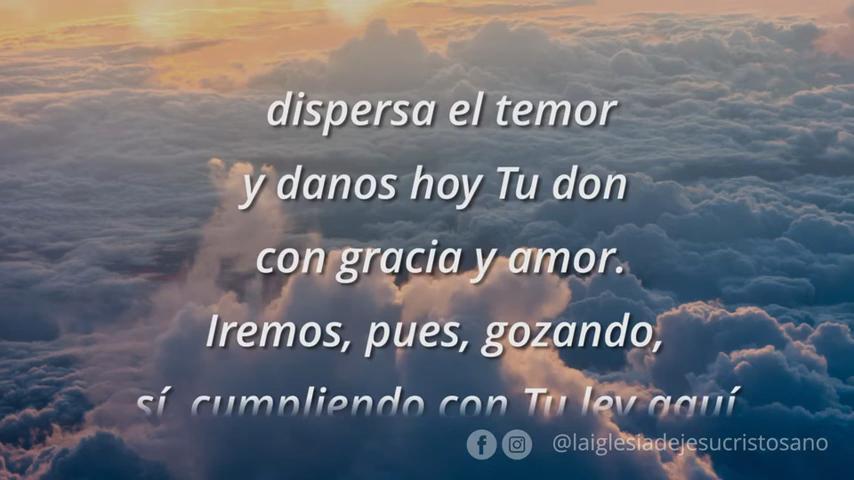 dispersa el temor
y danos hoy Tu don
con gracia y amor.
Iremos, pues, gozando,
sí cumpliendo con Tu ley aquí
@laiglesiadejesucristosano